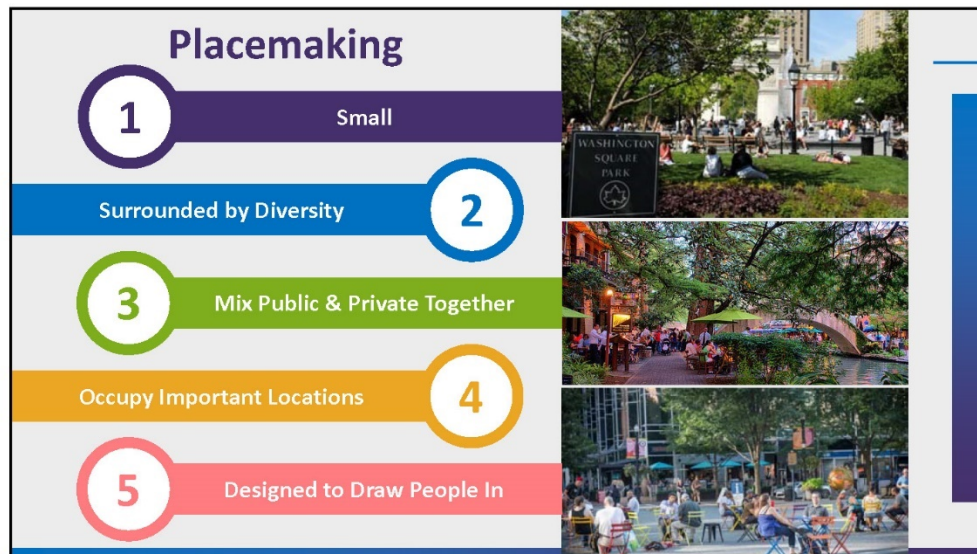 Placemaking
1
Small
Surrounded by Diversity
2
3
Mix Public & Private Together
Occupy Important Locations
4
5
Designed to Draw People In
WASHINGTON
SQUARE
PARK